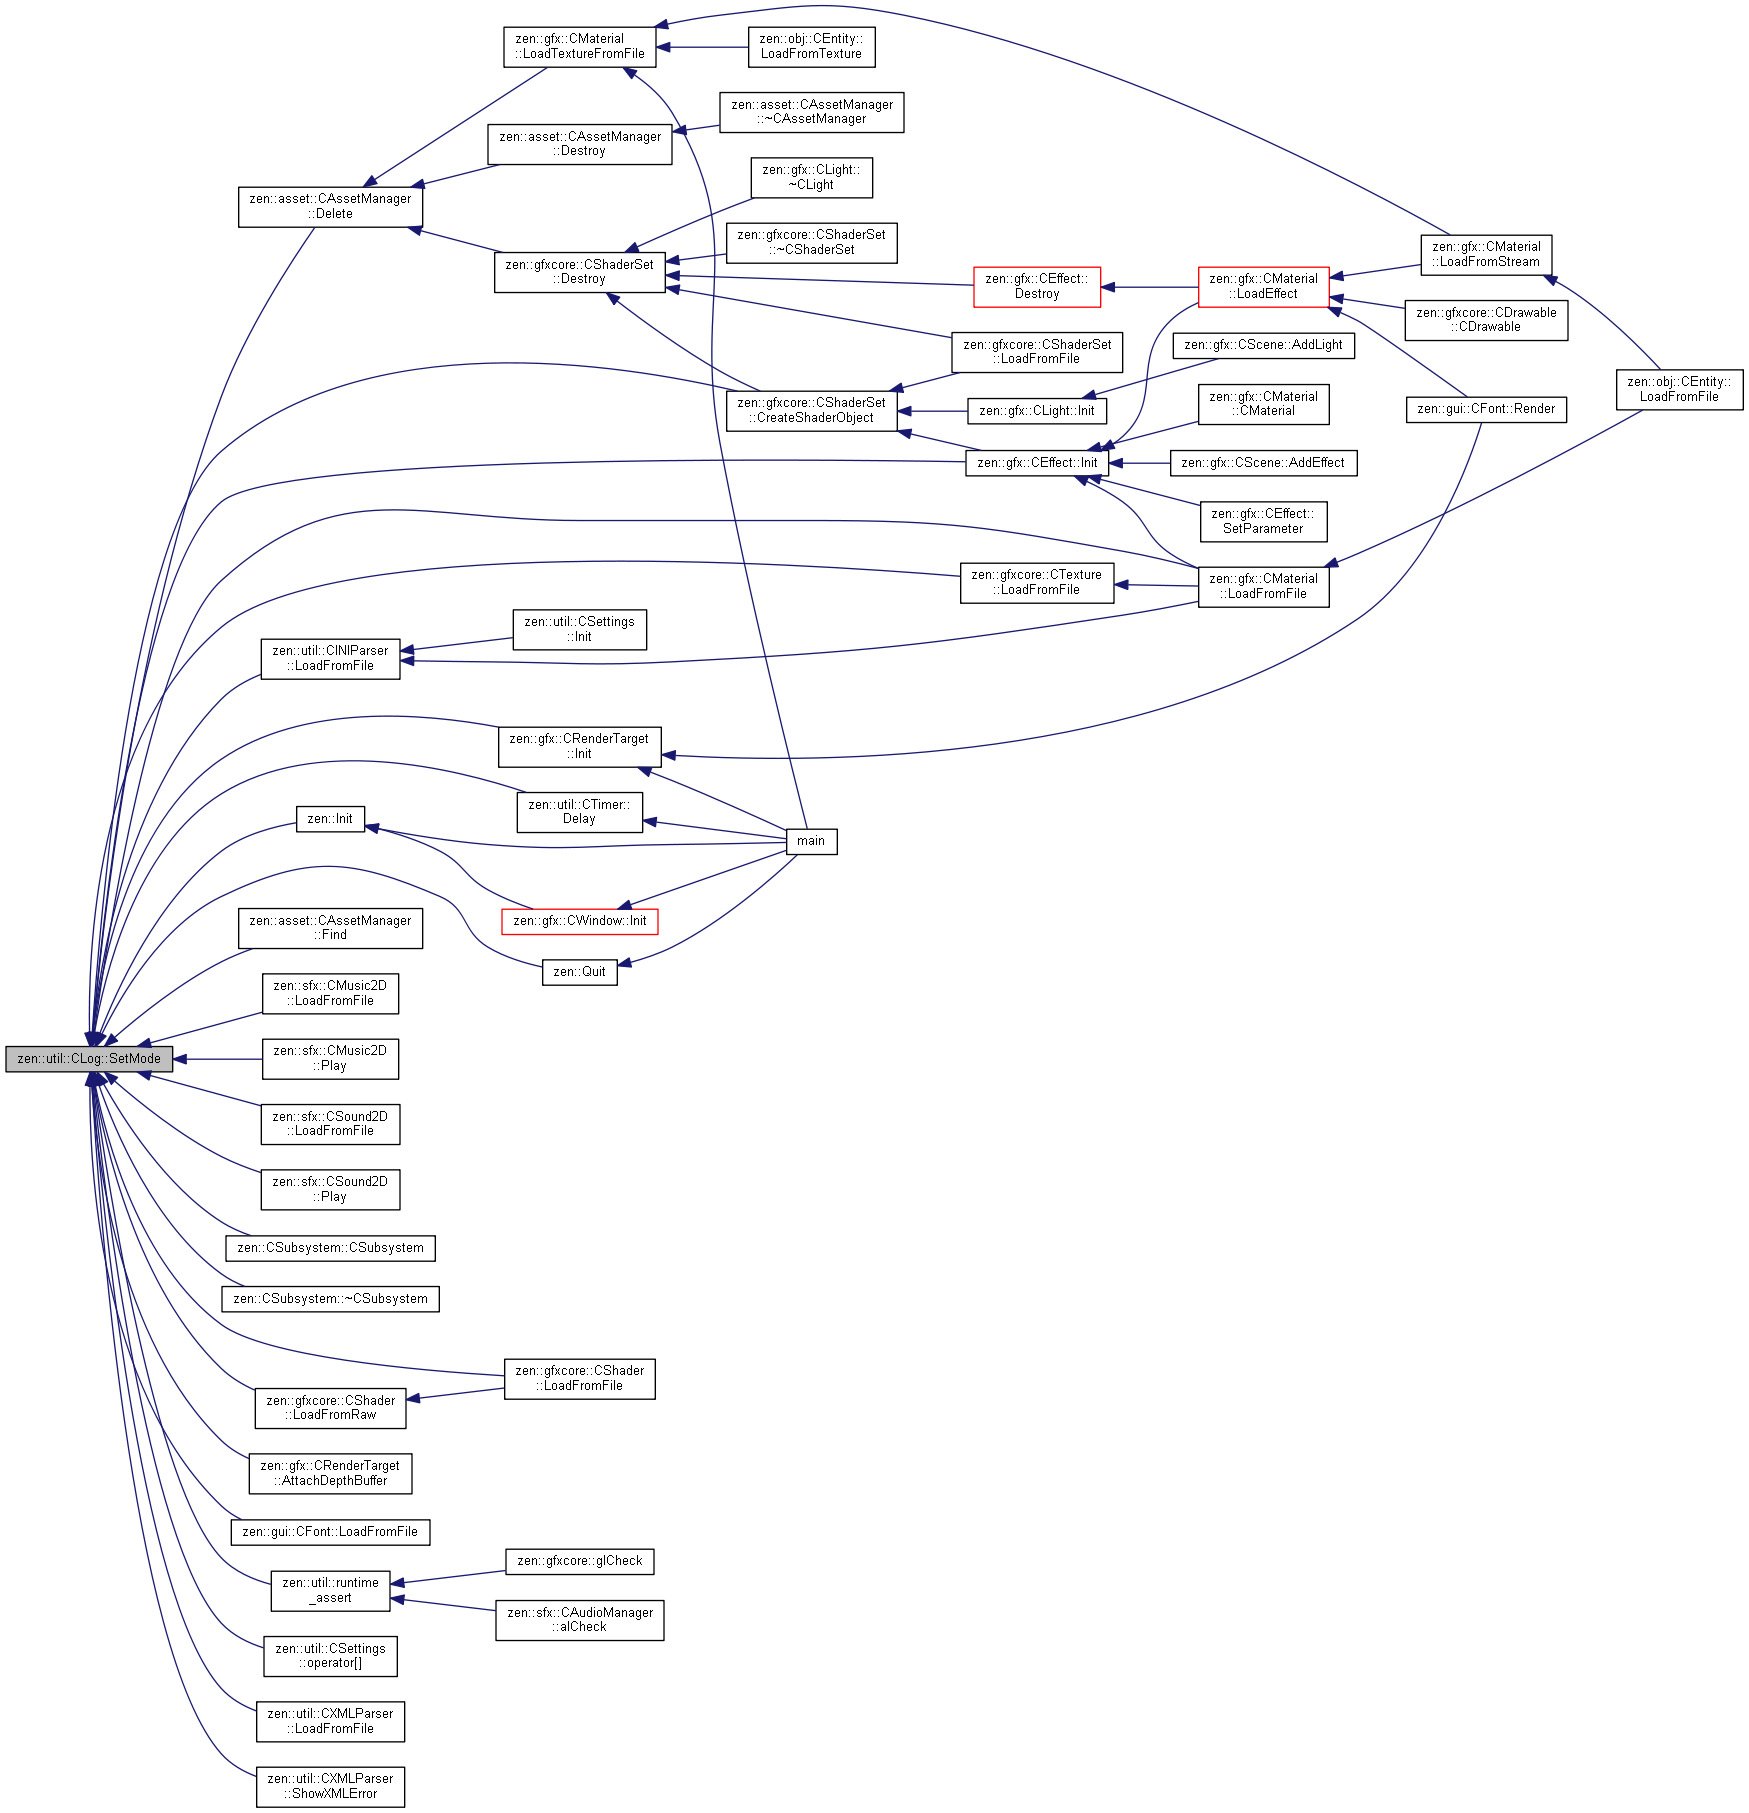 zen::gfx::CMaterial
::LoadTextureFromFile
zen::obj::CEntity::
LoadFromTexture
zen::asset::CAssetManager
::~CAssetManager
zen::asset::CAssetManager
::Destroy
zen::gfx::CLight::
~CLight
zen::asset::CAssetManager
::Delete
zen::gfxcore::CShaderSet
::~CShaderSet
zen::gfx::CMaterial
::LoadFromStream
zen::gfxcore::CShaderSet
::Destroy
zen::gfx::CEffect::
Destroy
zen::gfx::CMaterial
::LoadEffect
zen::gfxcore::CDrawable
::CDrawable
zen::gfxcore::CShaderSet
::LoadFromFile
zen::gfx::CScene::AddLight
zen::obj::CEntity::
LoadFromFile
zen::gfxcore::CShaderSet
::CreateShaderObject
zen::gfx::CLight::Init
zen::gfx::CMaterial
::CMaterial
zen::gui::CFont::Render
zen::gfx::CEffect::Init
zen::gfx::CScene::AddEffect
zen::gfx::CEffect::
SetParameter
zen::gfxcore::CTexture
::LoadFromFile
zen::gfx::CMaterial
::LoadFromFile
zen::util::CSettings
::Init
zen::util::CINIParser
::LoadFromFile
zen::gfx::CRenderTarget
::Init
zen::util::CTimer::
Delay
zen::Init
main
zen::gfx::CWindow::Init
zen::asset::CAssetManager
::Find
zen::Quit
zen::sfx::CMusic2D
::LoadFromFile
zen::util::CLog::SetMode
zen::sfx::CMusic2D
::Play
zen::sfx::CSound2D
::LoadFromFile
zen::sfx::CSound2D
::Play
zen::CSubsystem::CSubsystem
zen::CSubsystem::~CSubsystem
zen::gfxcore::CShader
::LoadFromFile
zen::gfxcore::CShader
::LoadFromRaw
zen::gfx::CRenderTarget
::AttachDepthBuffer
zen::gui::CFont::LoadFromFile
zen::gfxcore::glCheck
zen::util::runtime
_assert
zen::sfx::CAudioManager
::alCheck
zen::util::CSettings
::operator[]
zen::util::CXMLParser
::LoadFromFile
zen::util::CXMLParser
::ShowXMLError